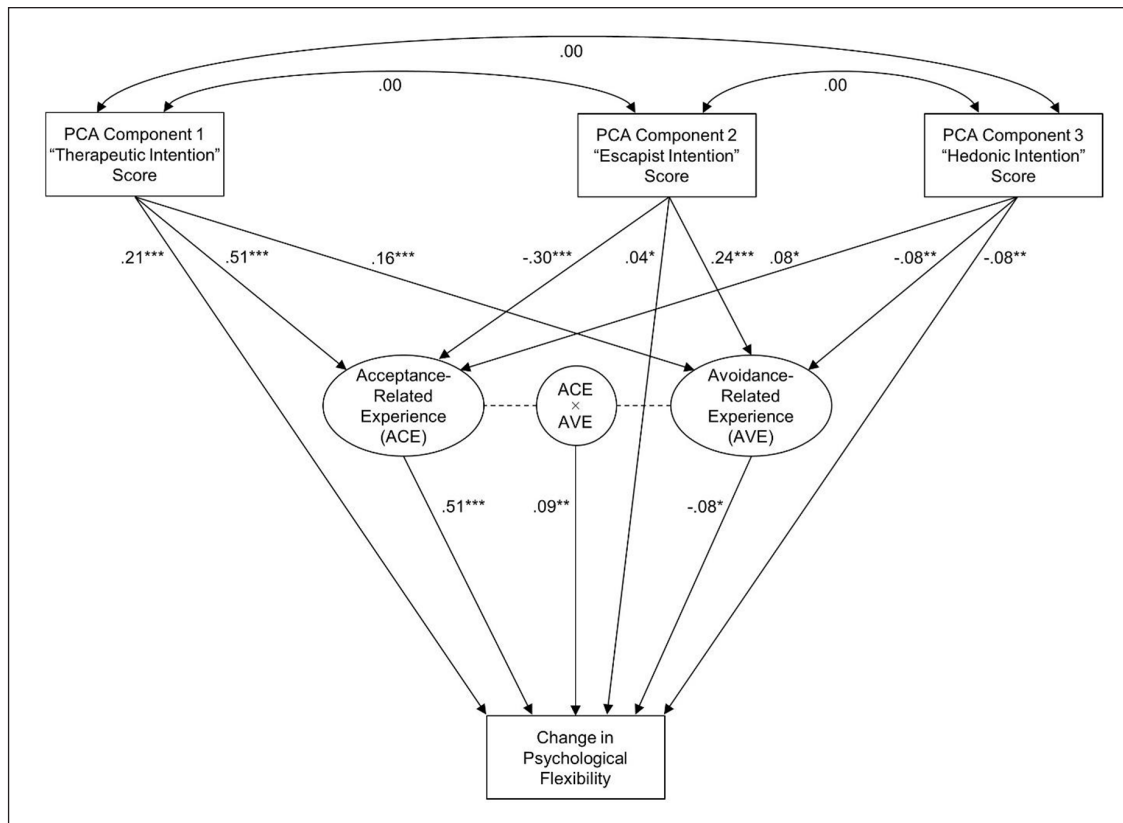 .00
.00
.00
PCA Component 1
“Therapeutic Intention”
Score
PCA Component 2
“Escapist Intention”
Score
PCA Component 3
“Hedonic Intention”
Score
.21***
.51***
.16***
-.30***
.04*
.24***
.08*
-.08**
-.08**
Acceptance-
Related
Experience
(ACE)
ACE
×
AVE
Avoidance-
Related
Experience
(AVE)
.51***
.09**
-.08*
Change in
Psychological
Flexibility